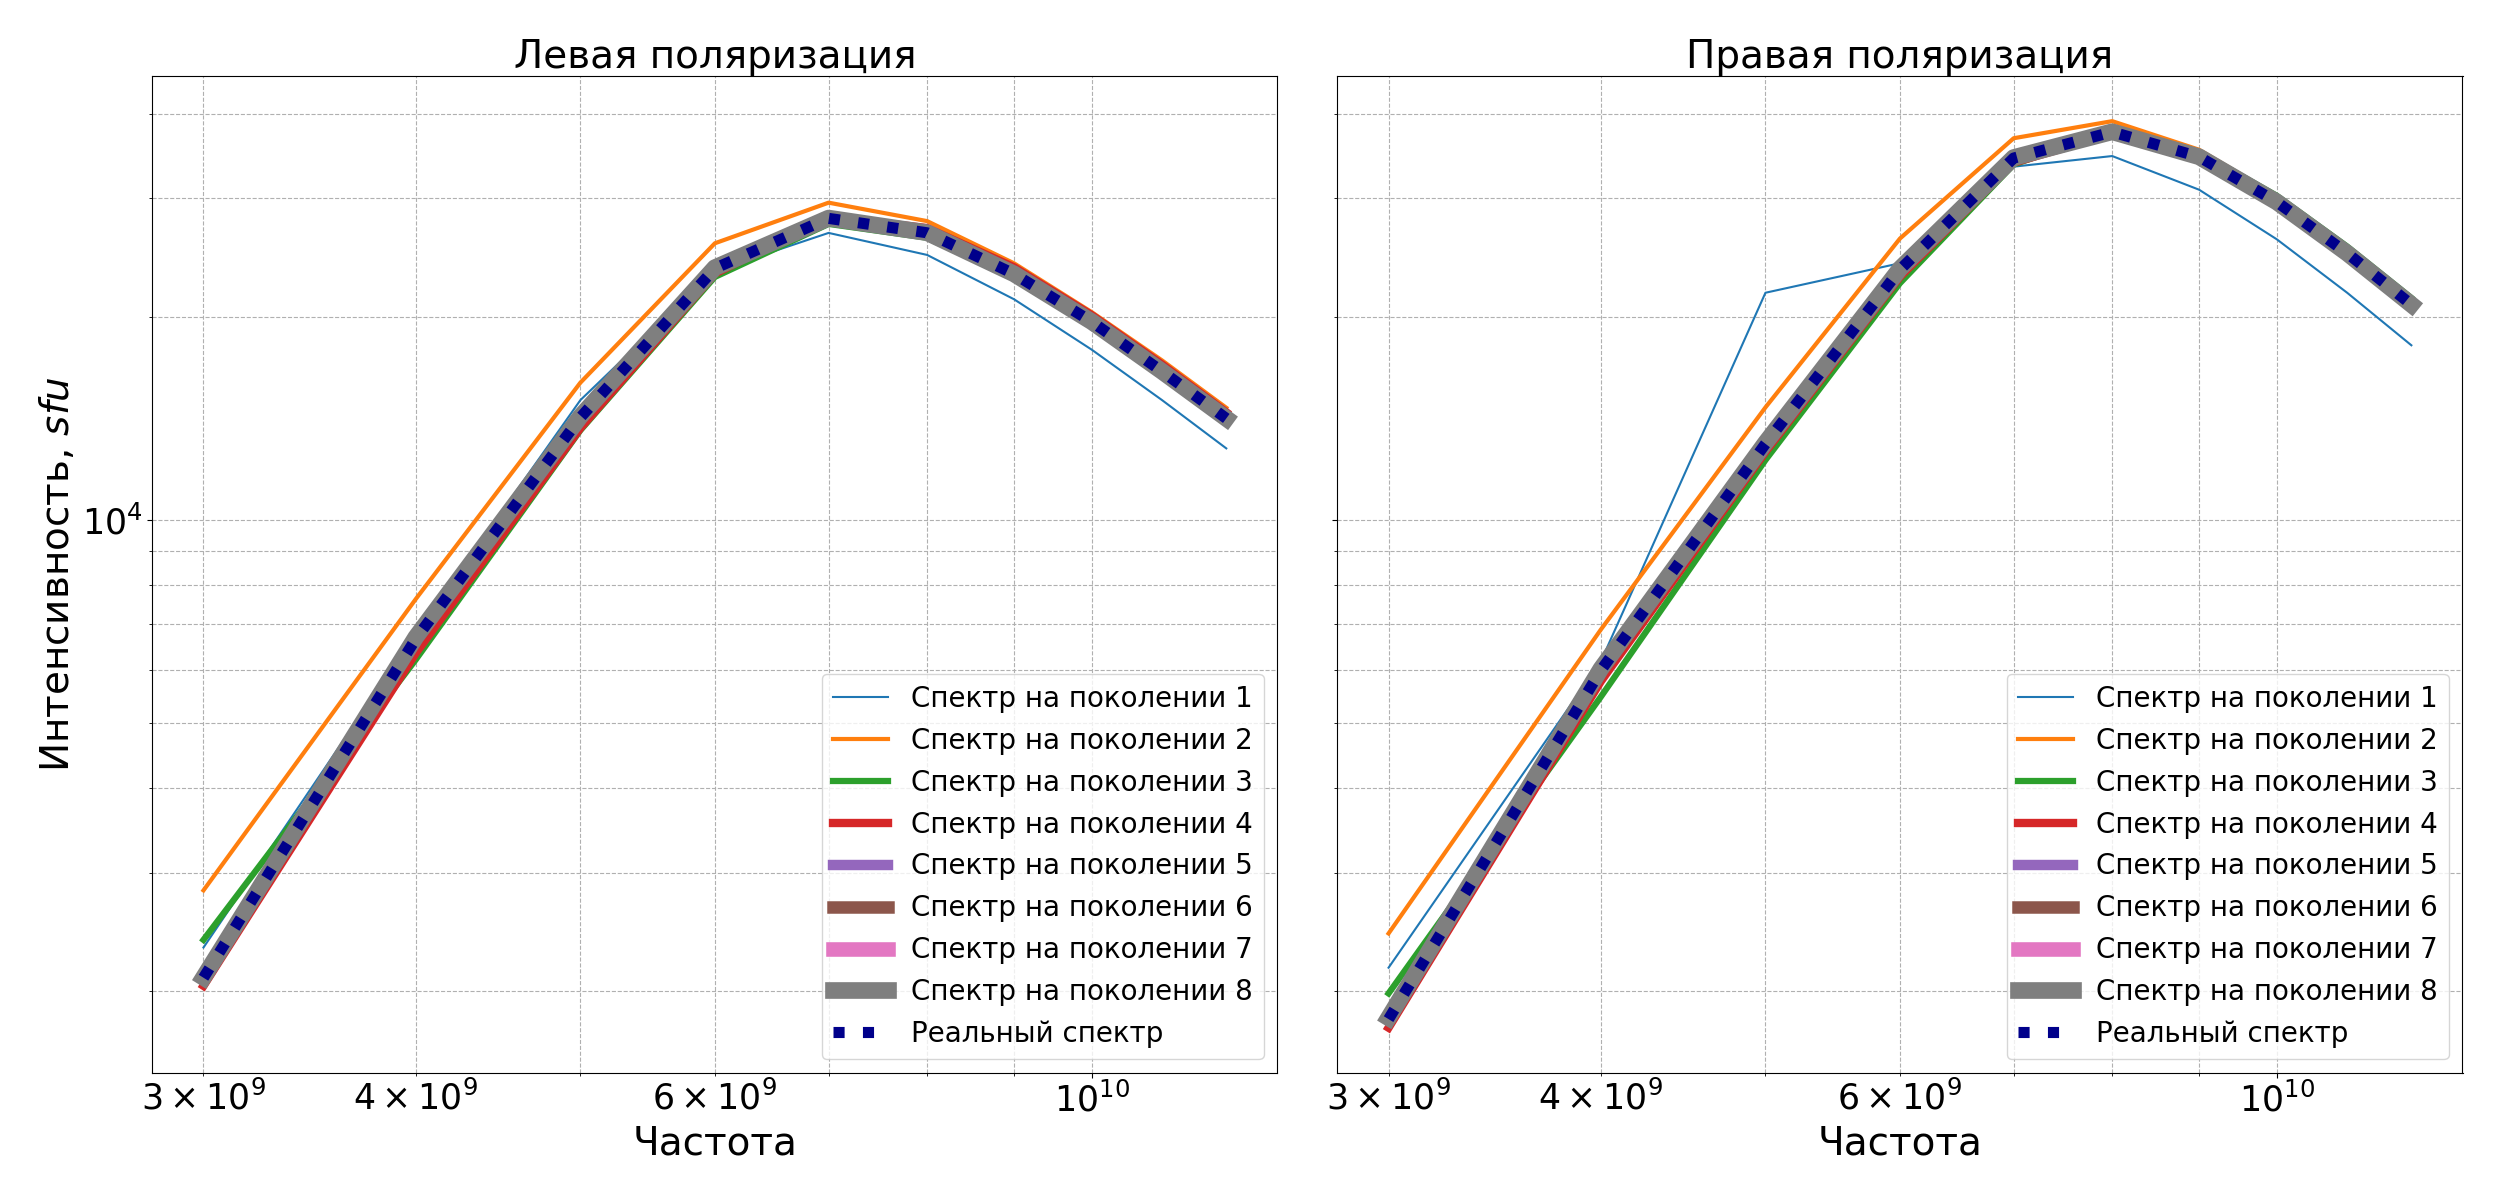 Левая поляризация
Интенсивность, sfu
10⁴
Спектр на поколении 1
Спектр на поколении 2
Спектр на поколении 3
Спектр на поколении 4
Спектр на поколении 5
Спектр на поколении 6
Спектр на поколении 7
Спектр на поколении 8
Реальный спектр
3 × 10⁹
4 × 10⁹
6 × 10⁹
10¹⁰
Частота
Правая поляризация
Спектр на поколении 1
Спектр на поколении 2
Спектр на поколении 3
Спектр на поколении 4
Спектр на поколении 5
Спектр на поколении 6
Спектр на поколении 7
Спектр на поколении 8
Реальный спектр
3 × 10⁹
4 × 10⁹
6 × 10⁹
10¹⁰
Частота